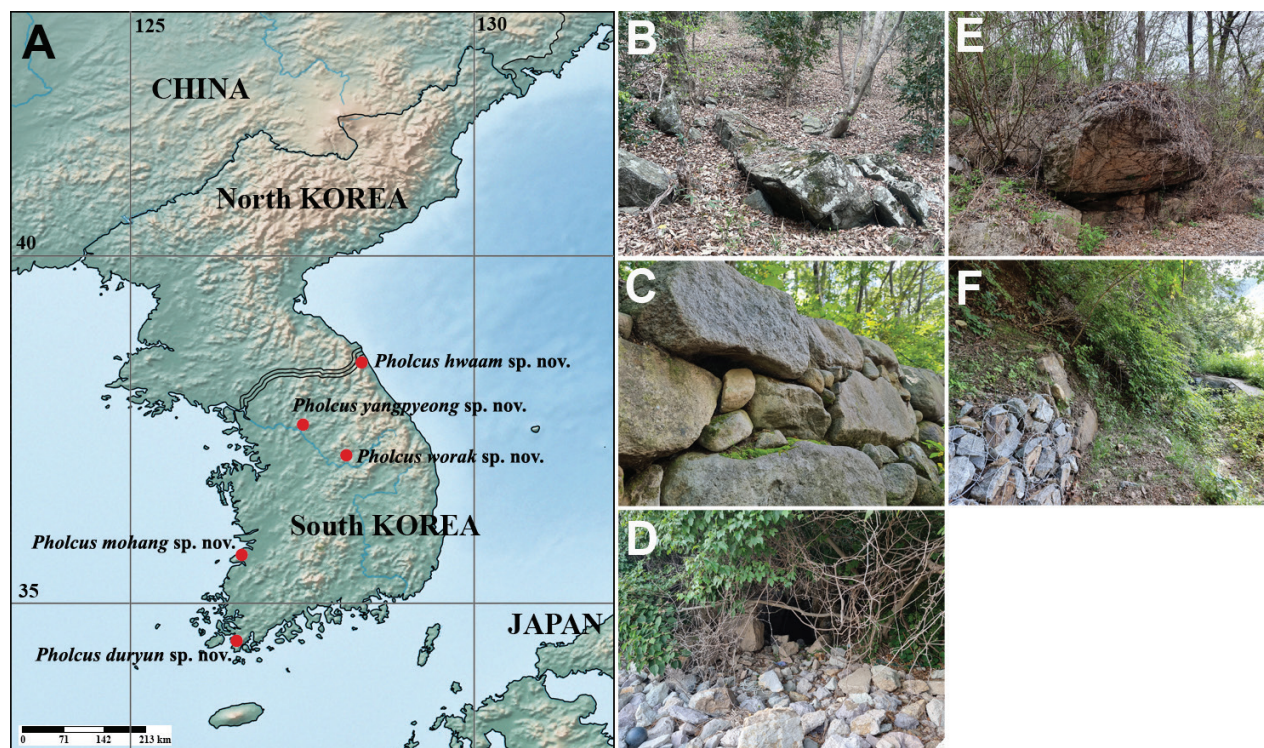 A
125
130
CHINA
North KOREA
40
Pholcus hwaam sp. nov.
Pholcus yangpyeong sp. nov.
Pholcus worak sp. nov.
South KOREA
Pholcus mohang sp. nov.
35
JAPAN
Pholcus duryun sp. nov.
0 71 142 213 km
B
C
D
E
F